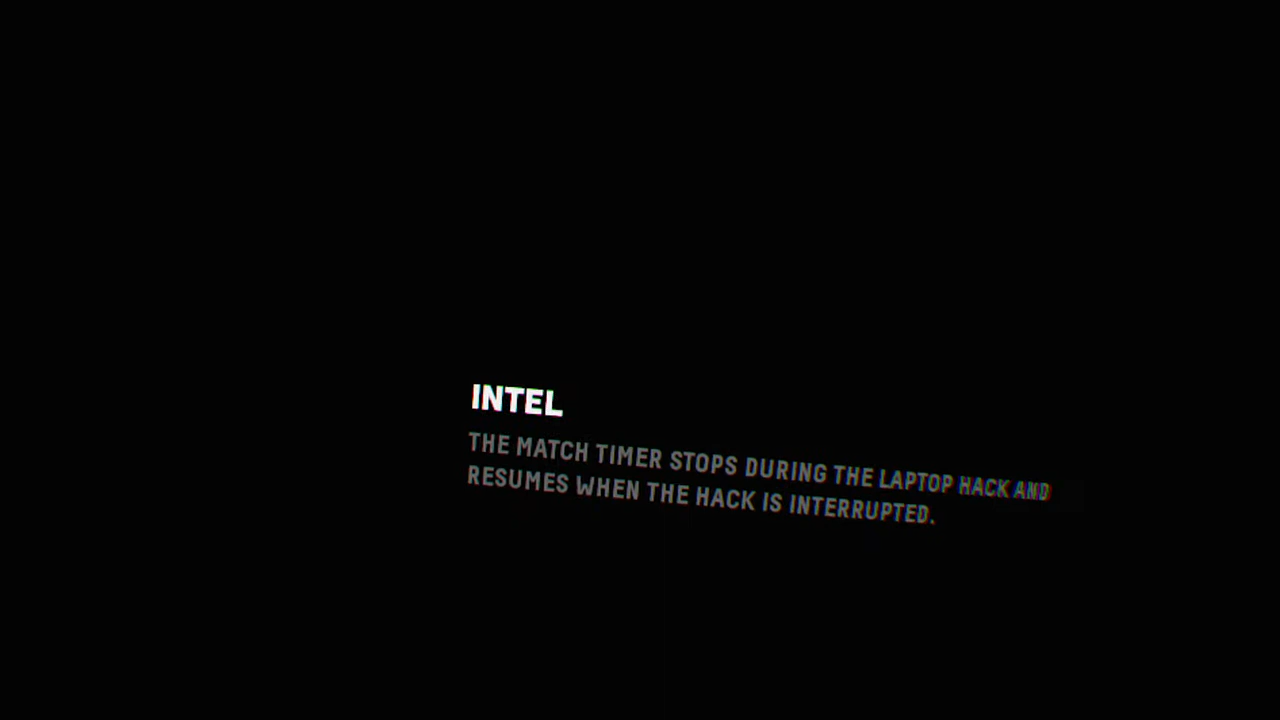 INTEL
THE MATCH TIMER STOPS DURING THE LAPTOP HACK AND
RESUMES WHEN THE HACK IS INTERRUPTED.